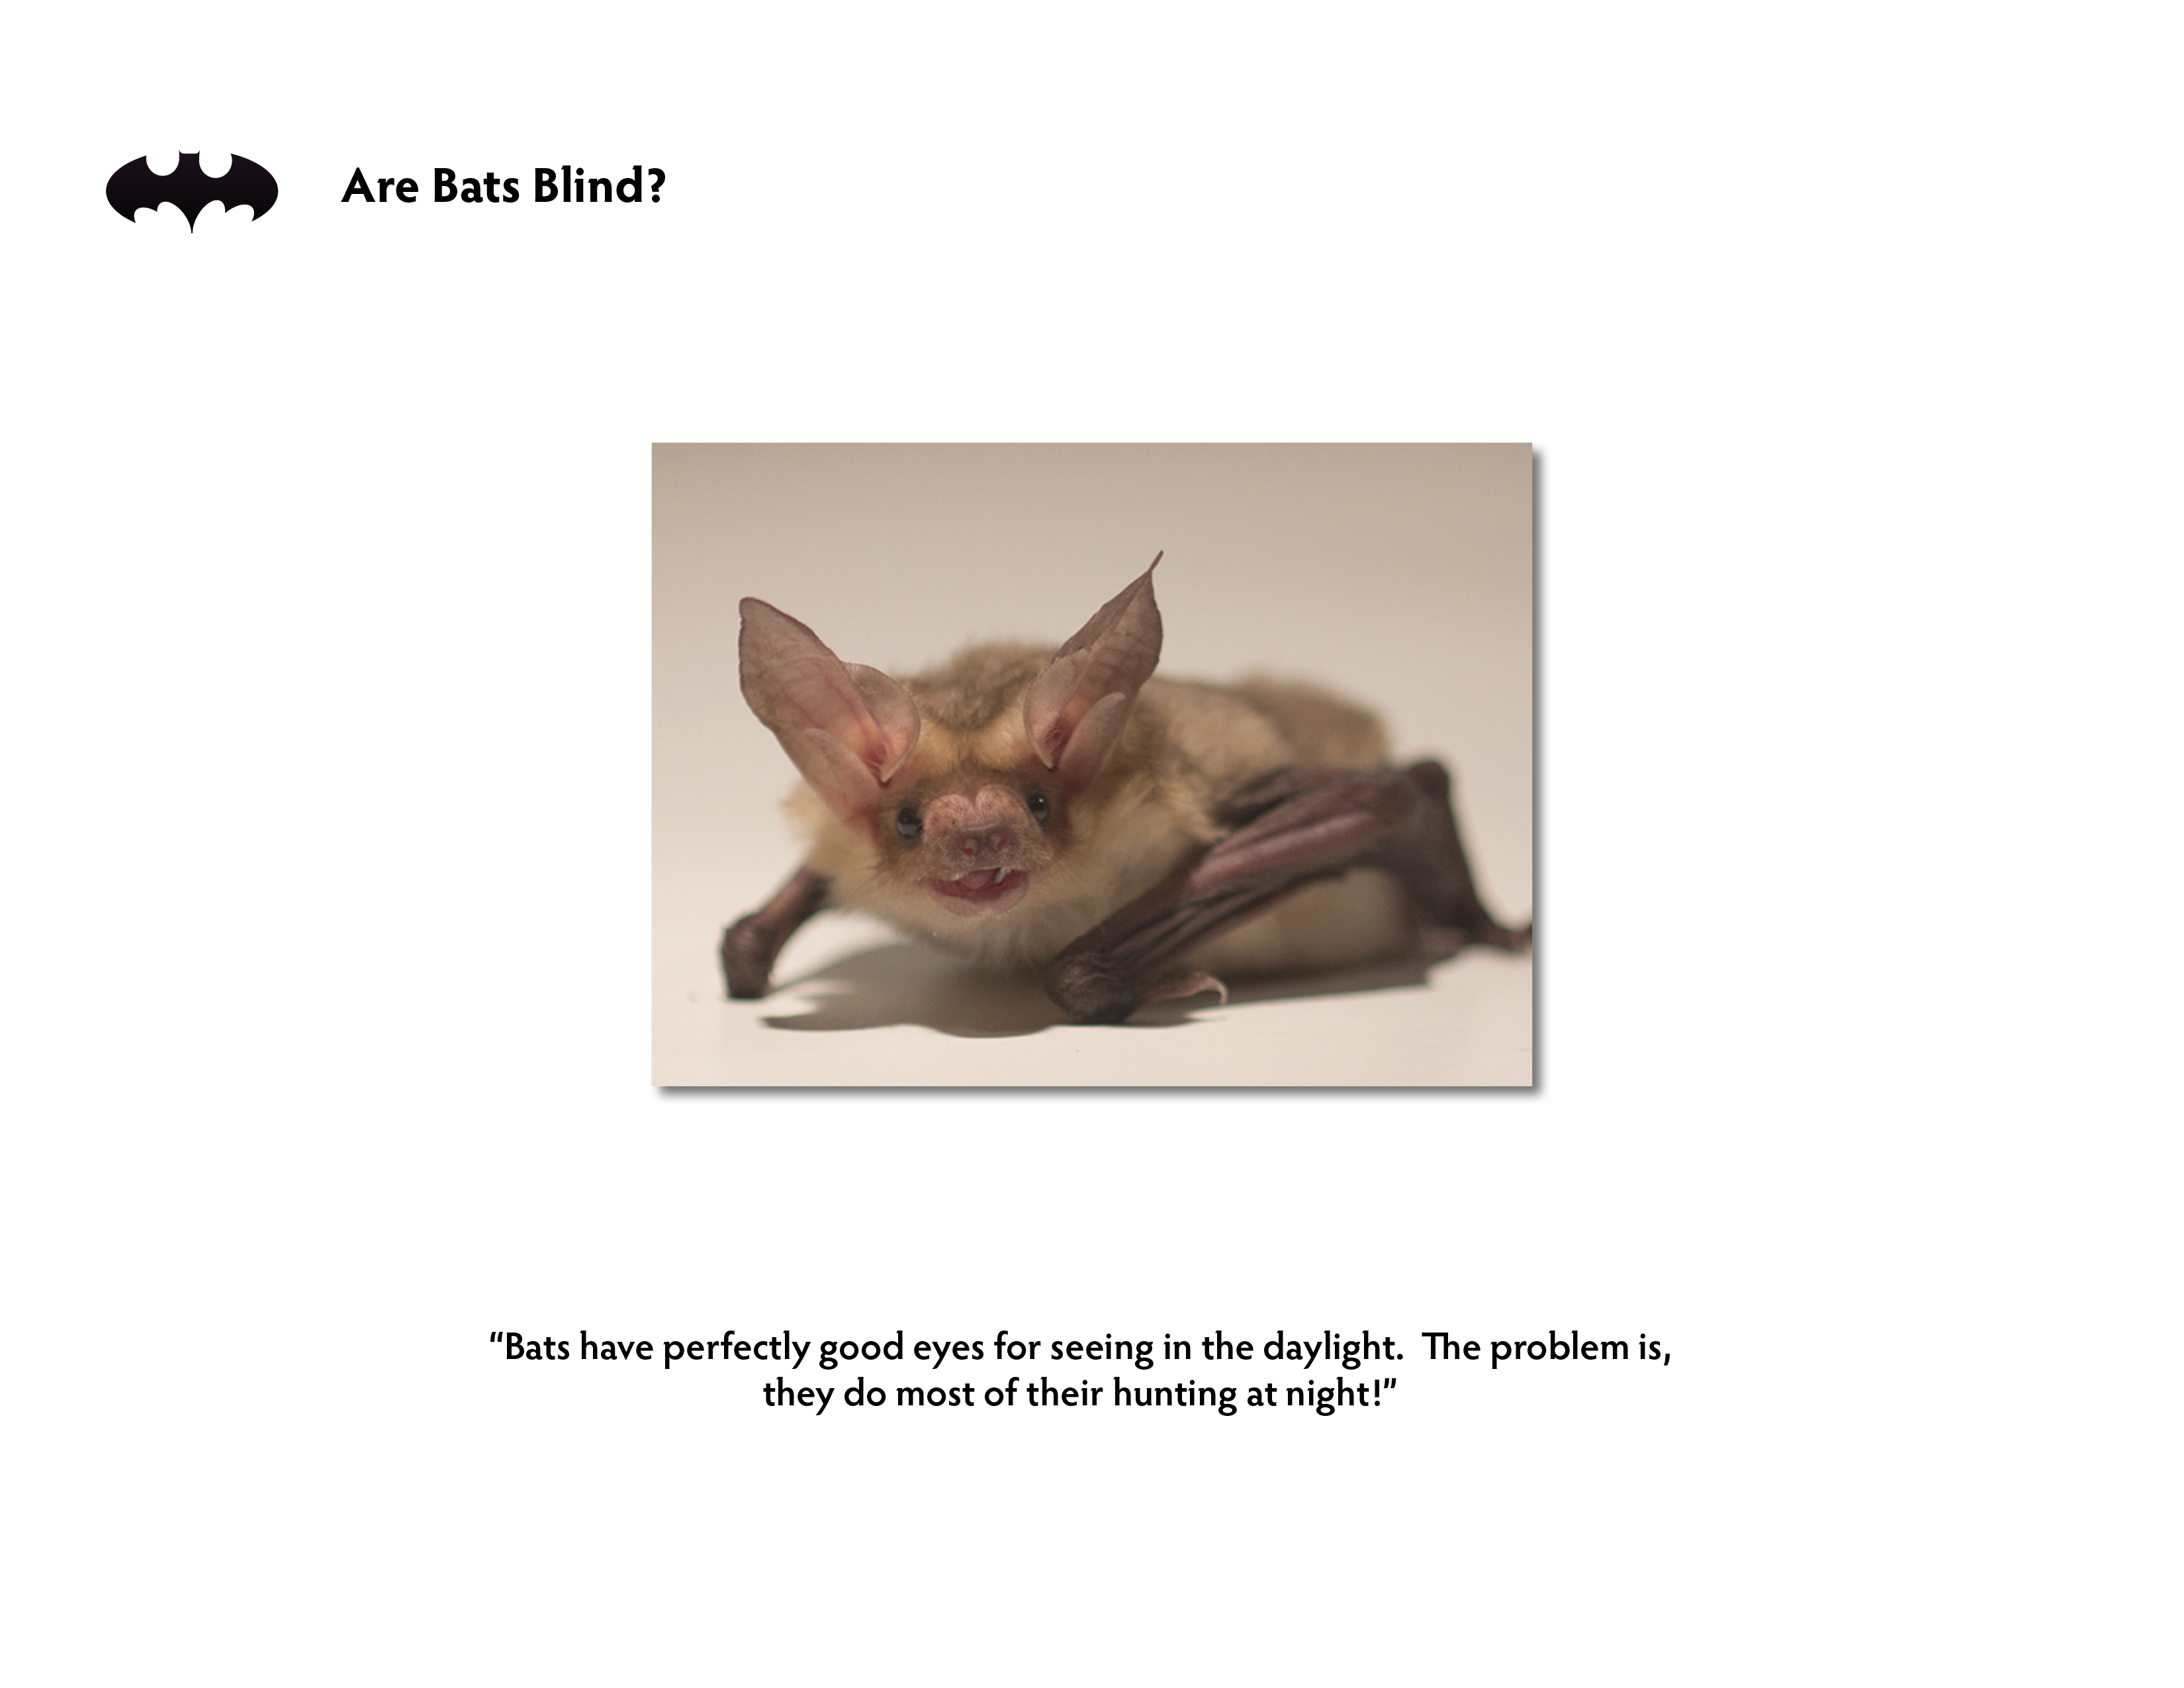 Are Bats Blind?
“Bats have perfectly good eyes for seeing in the daylight.  The problem is,
they do most of their hunting at night!”